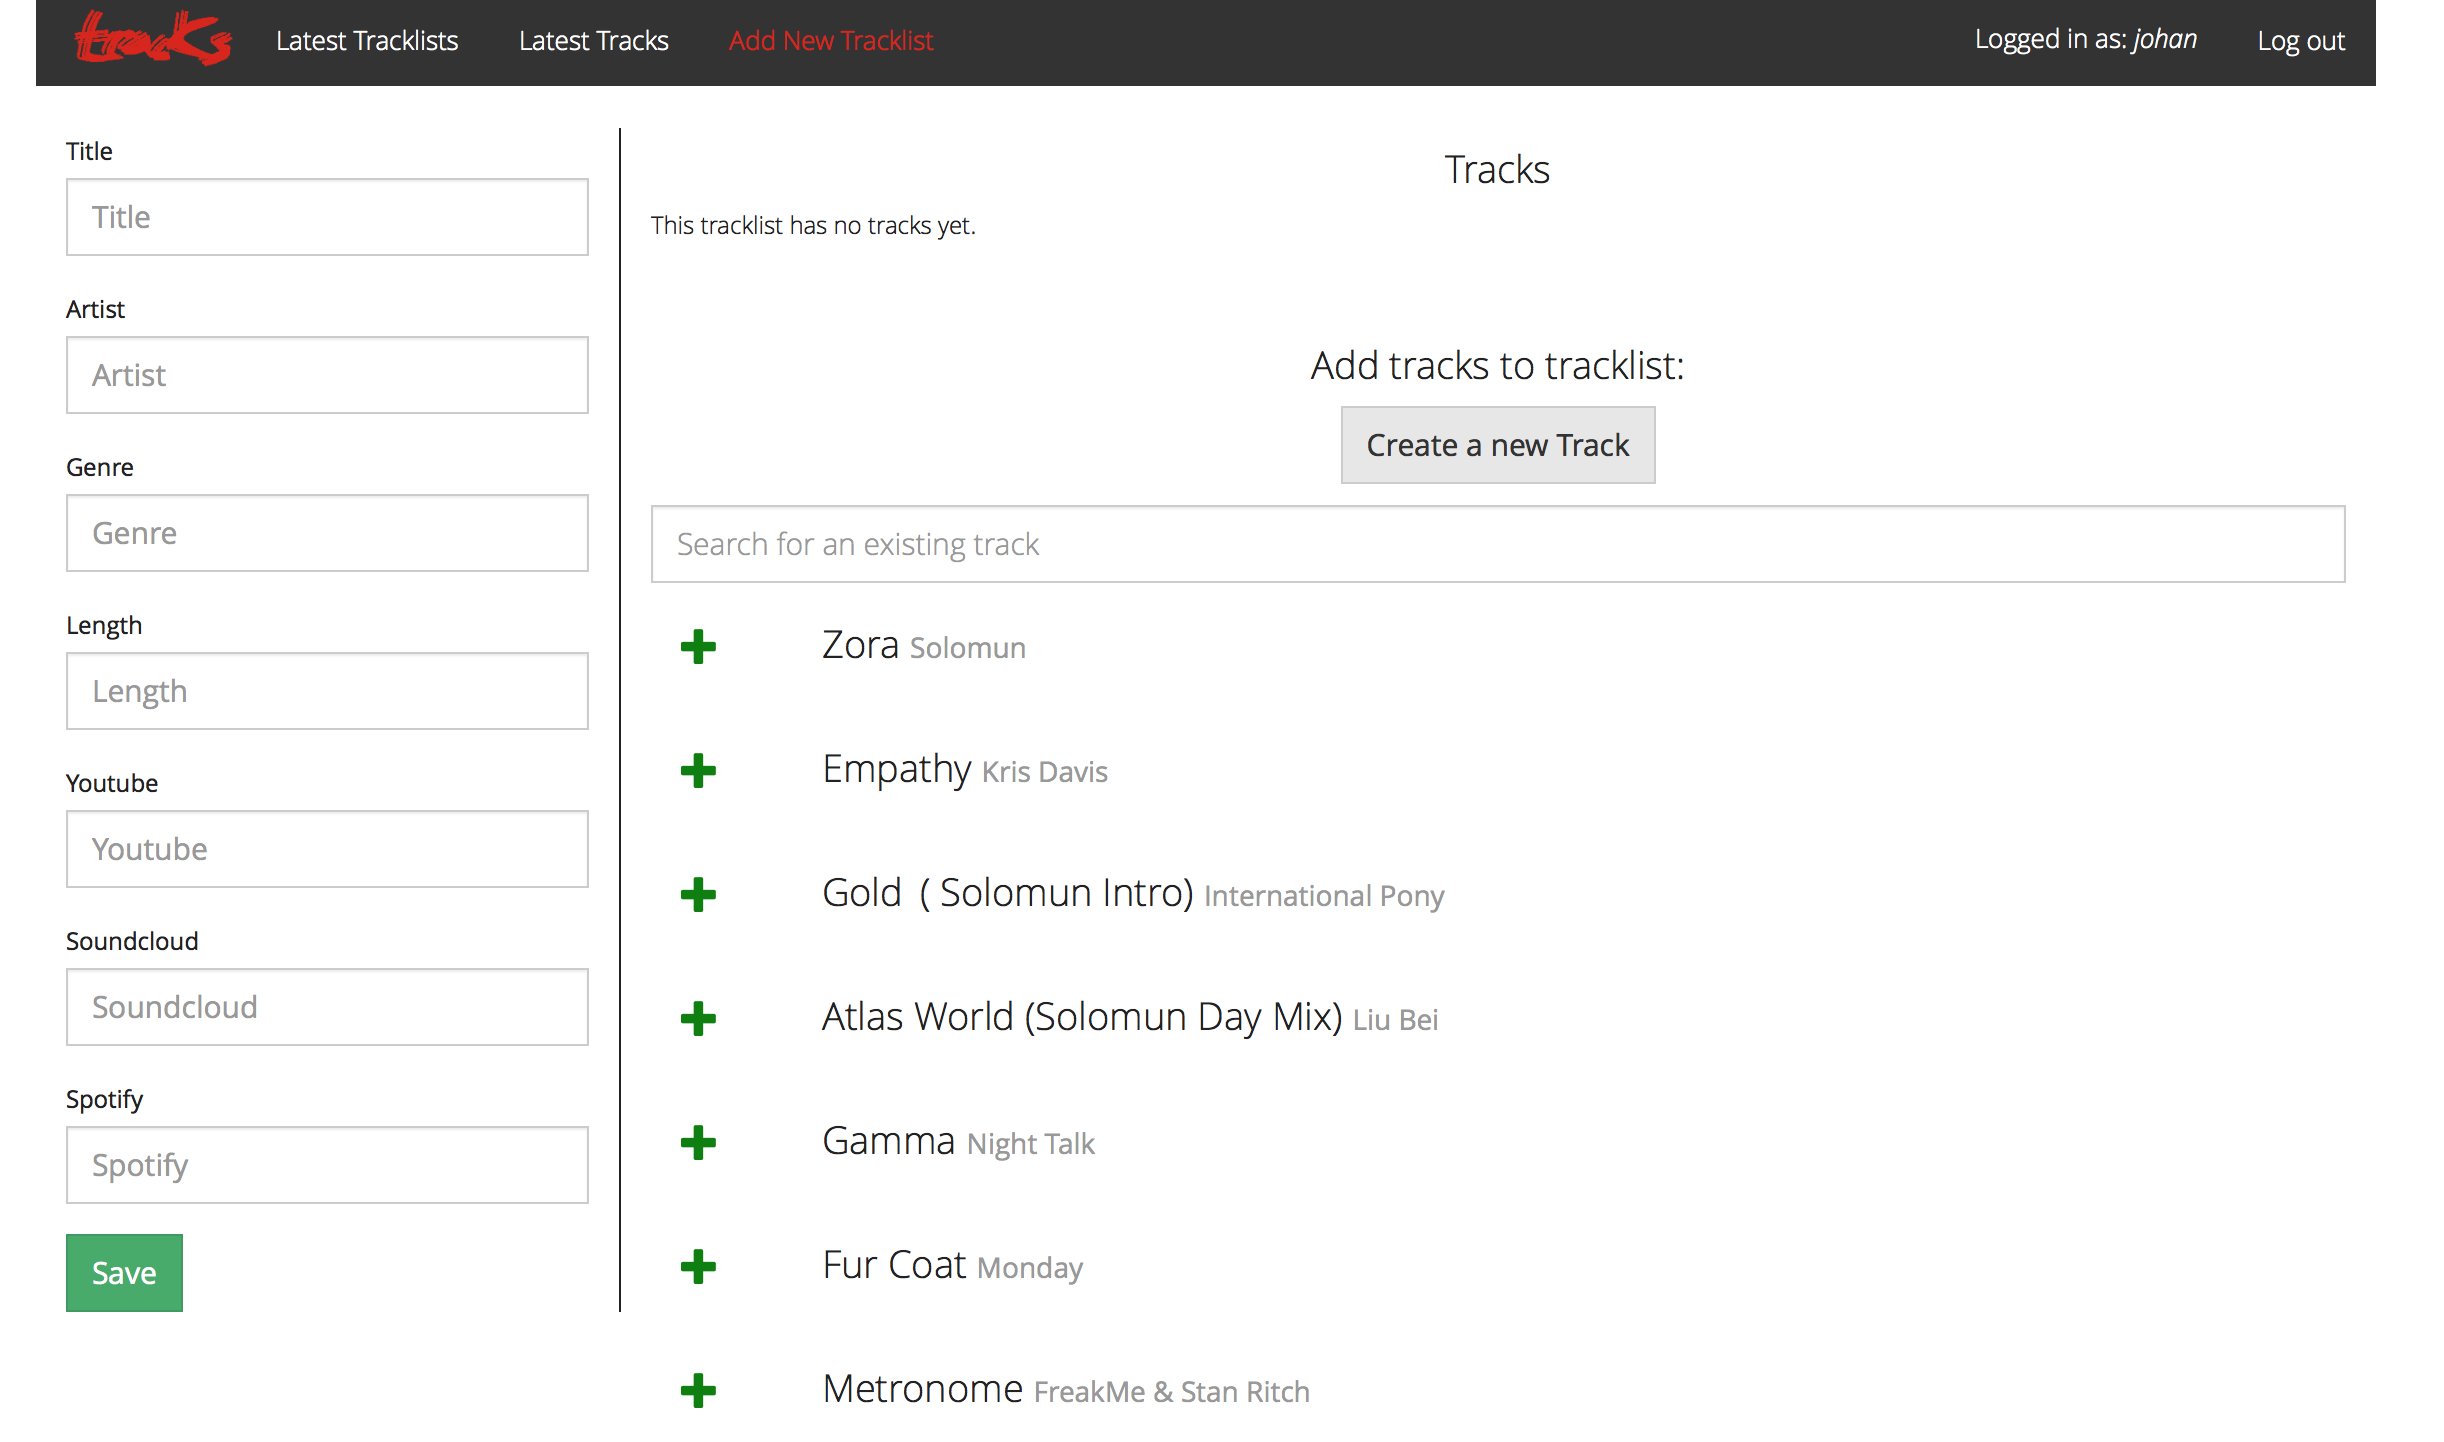 tracks Latest Tracklists Latest Tracks Add New Tracklist Logged in as: johan Log out
Title
Title
Artist
Artist
Genre
Genre
Length
Length
Youtube
Youtube
Soundcloud
Soundcloud
Spotify
Spotify
Save
Tracks
This tracklist has no tracks yet.
Add tracks to tracklist:
Create a new Track
Search for an existing track
Zora Solomun
Empathy Kris Davis
Gold ( Solomun Intro) International Pony
Atlas World (Solomun Day Mix) Liu Bei
Gamma Night Talk
Fur Coat Monday
Metronome FreakMe & Stan Ritch